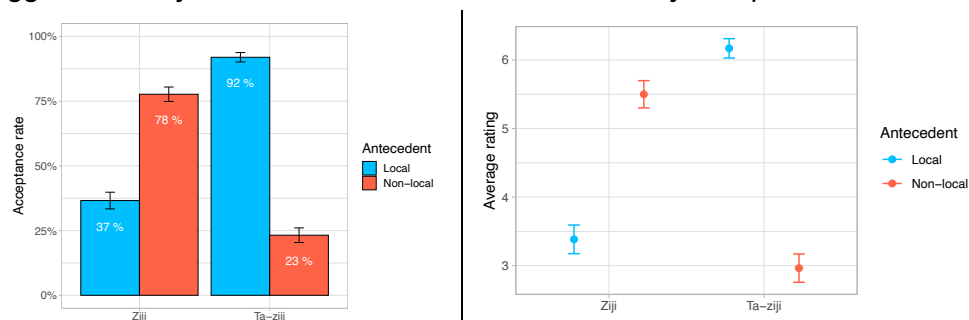 100%
75%
50%
25%
0%
Acceptance rate
37 %
78 %
92 %
23 %
Ziji
Ta-ziji
Antecedent
Local
Non-local
6
5
4
3
Average rating
Ziji
Ta-ziji
Antecedent
Local
Non-local